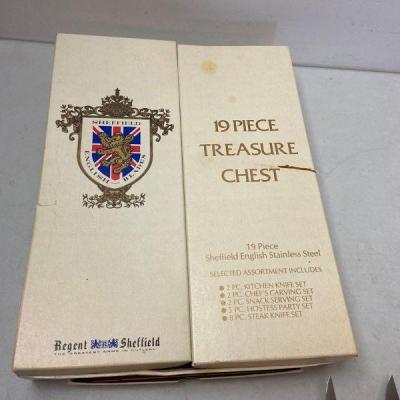 SHEFFIELD
ENGLISH BLADES
Regent Sheffield
THE GREATEST NAME IN CUTLERY
19 PIECE
TREASURE
CHEST
19 Piece
Sheffield English Stainless Steel
SELECTED ASSORTMENT INCLUDES
● 2 PC. KITCHEN KNIFE SET
● 2 PC. CHEF'S CARVING SET
● 2 PC. SNACK SERVING SET
● 5 PC. HOSTESS PARTY SET
● 8 PC. STEAK KNIFE SET